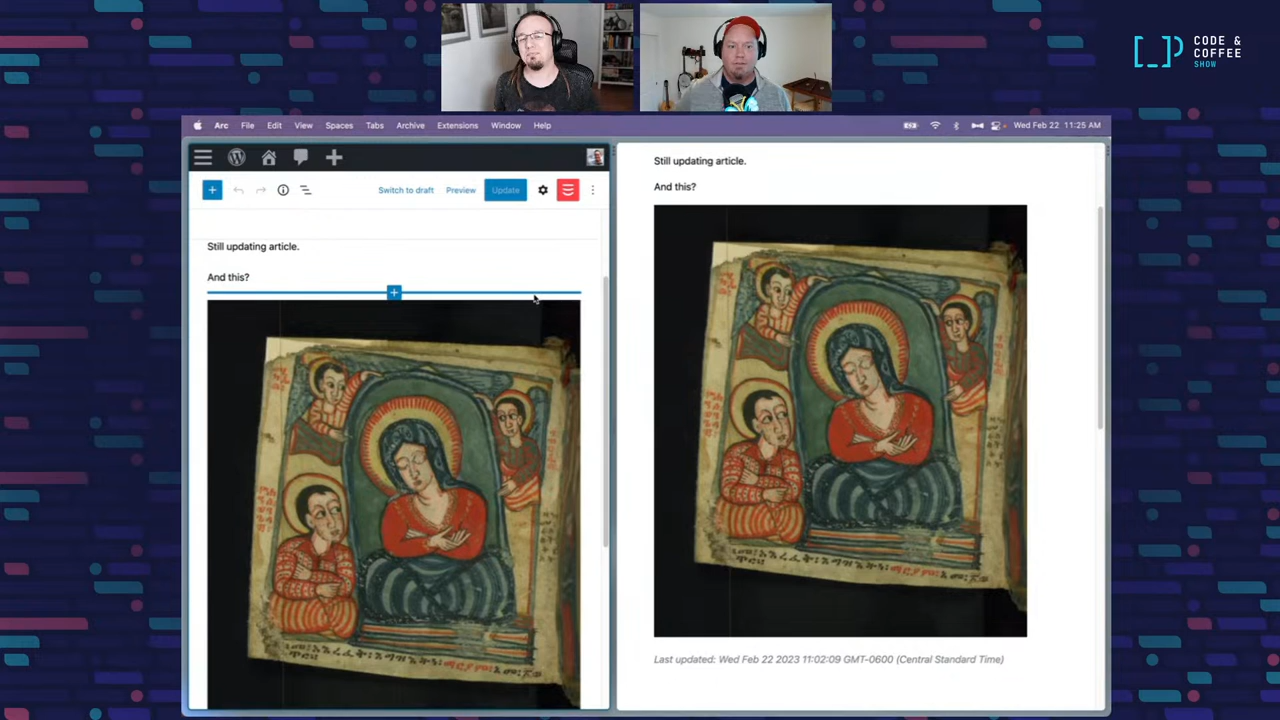 CODE &
COFFEE
SHOW
Arc File Edit View Spaces Tabs Archive Extensions Window Help
Wed Feb 22 11:25 AM
Switch to draft Preview Update
Still updating article.
And this?
Still updating article.
And this?
Last updated: Wed Feb 22 2023 11:02:09 GMT-0600 (Central Standard Time)